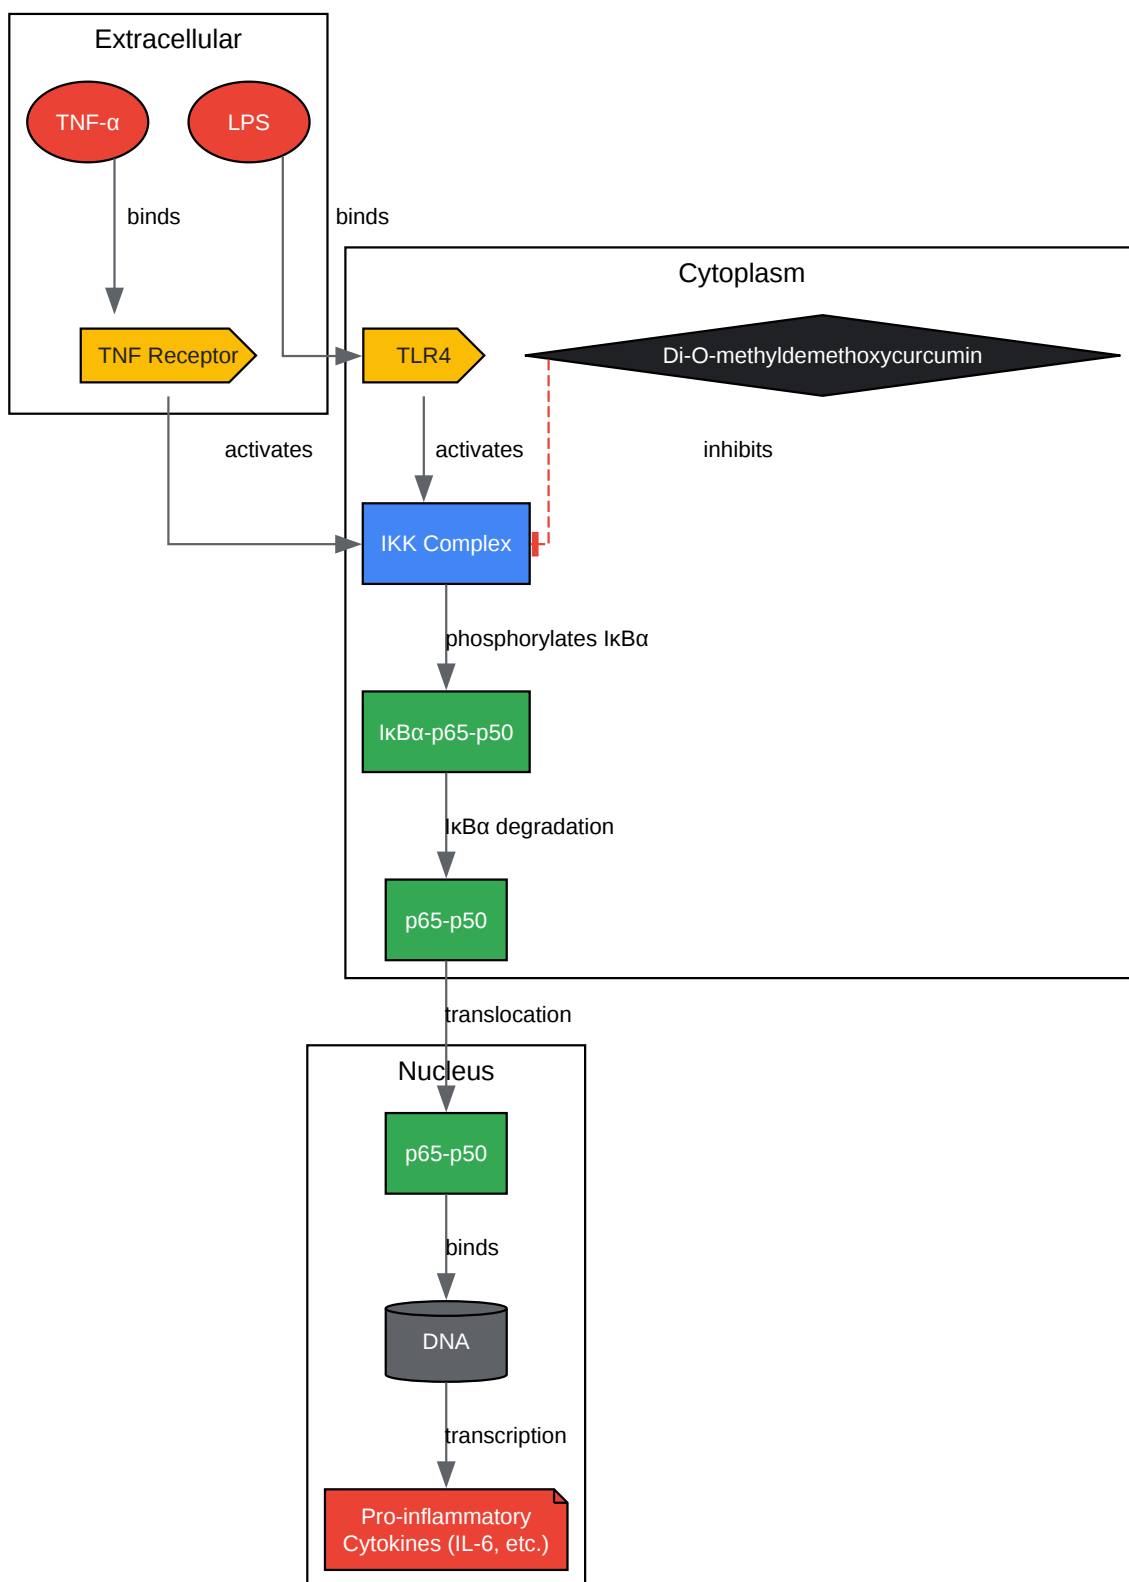 Extracellular
TNF-α
LPS
binds
binds
Cytoplasm
TNF Receptor
TLR4
Di-O-methyldemethoxycurcumin
activates
activates
inhibits
IKK Complex
phosphorylates IκBα
IκBα-p65-p50
IκBα degradation
p65-p50
translocation
Nucleus
p65-p50
binds
DNA
transcription
Pro-inflammatory
Cytokines (IL-6, etc.)